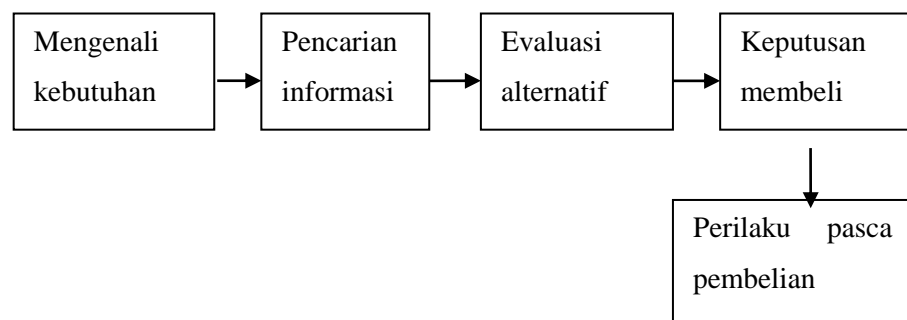 Mengenali
kebutuhan
Pencarian
informasi
Evaluasi
alternatif
Keputusan
membeli
Perilaku pasca
pembelian